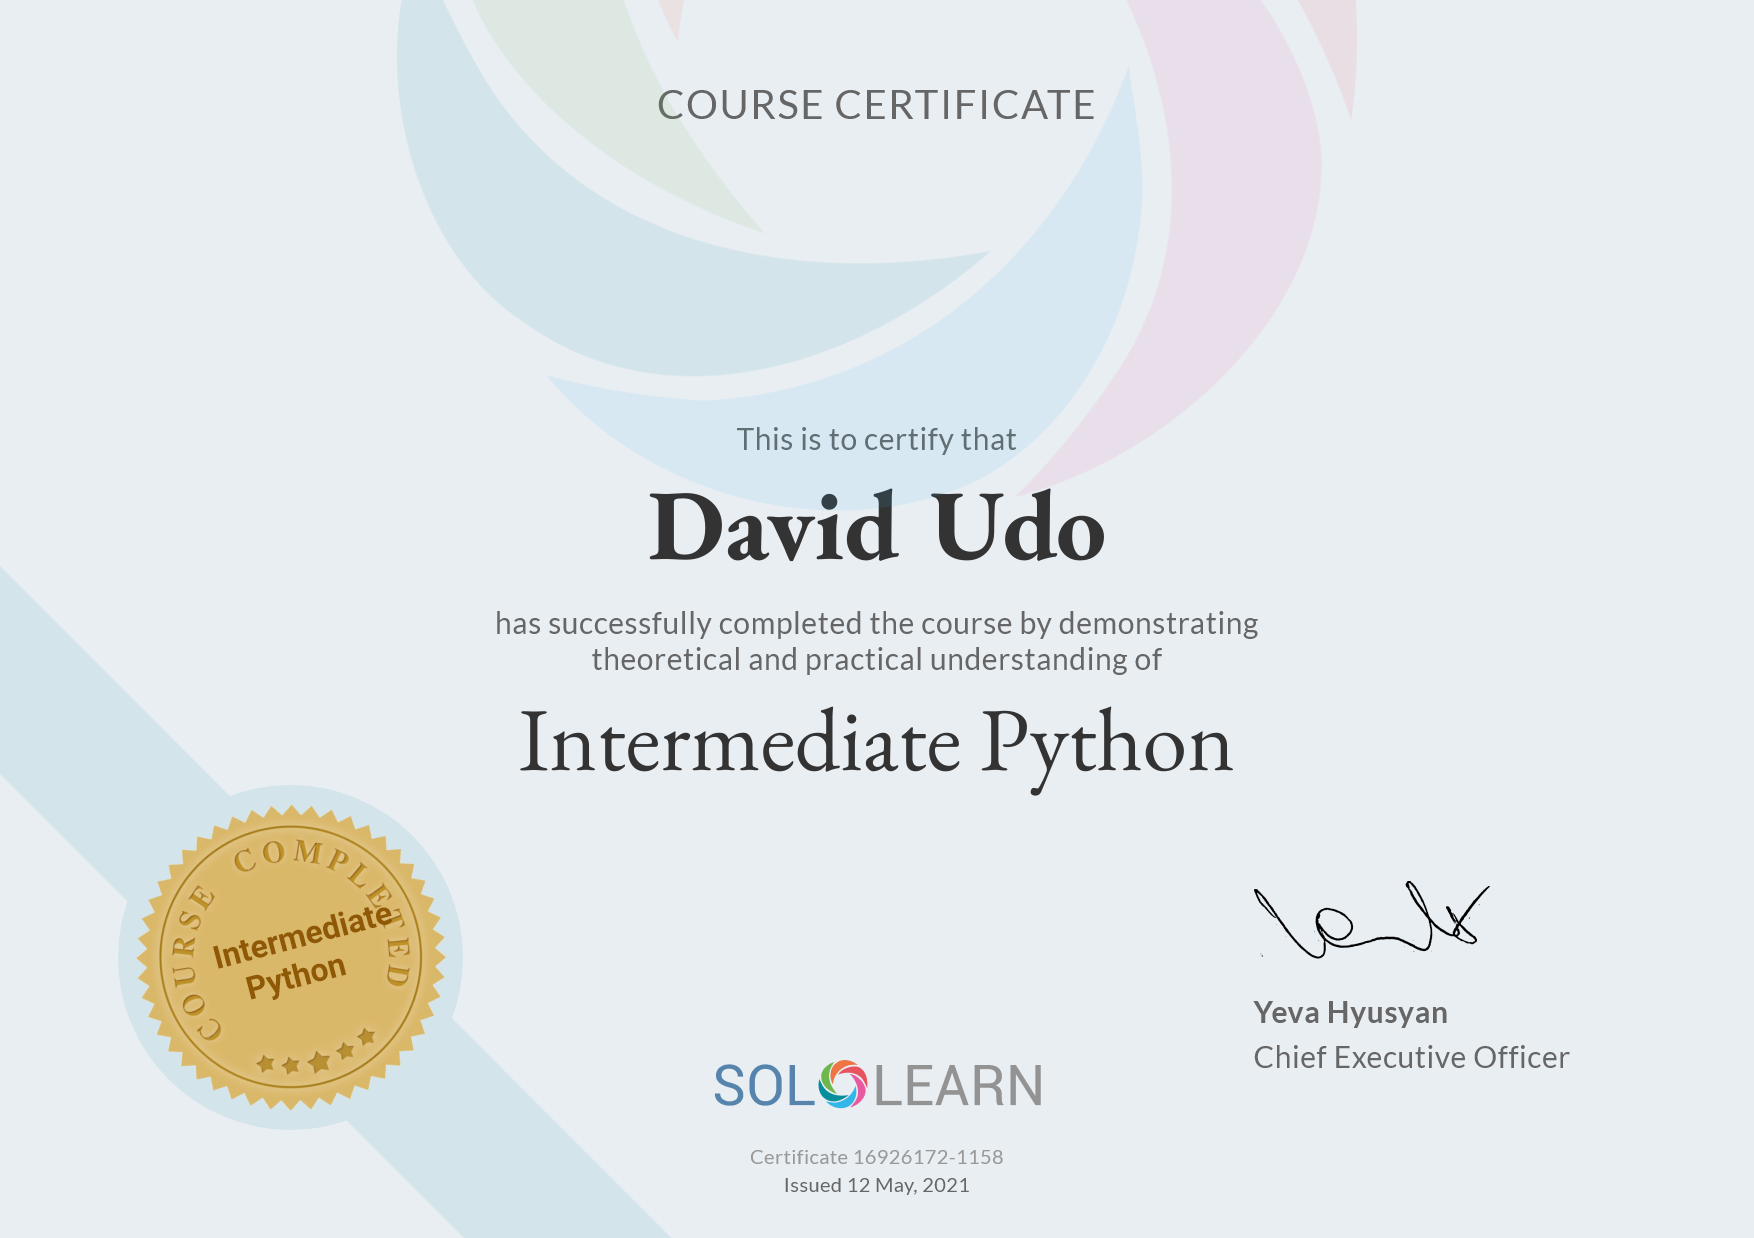 COURSE CERTIFICATE
This is to certify that
David Udo
has successfully completed the course by demonstrating
theoretical and practical understanding of
Intermediate Python
COURSE COMPLETED
Intermediate
Python
Yeva Hyusyan
Chief Executive Officer
SOLOLEARN
Certificate 16926172-1158
Issued 12 May, 2021